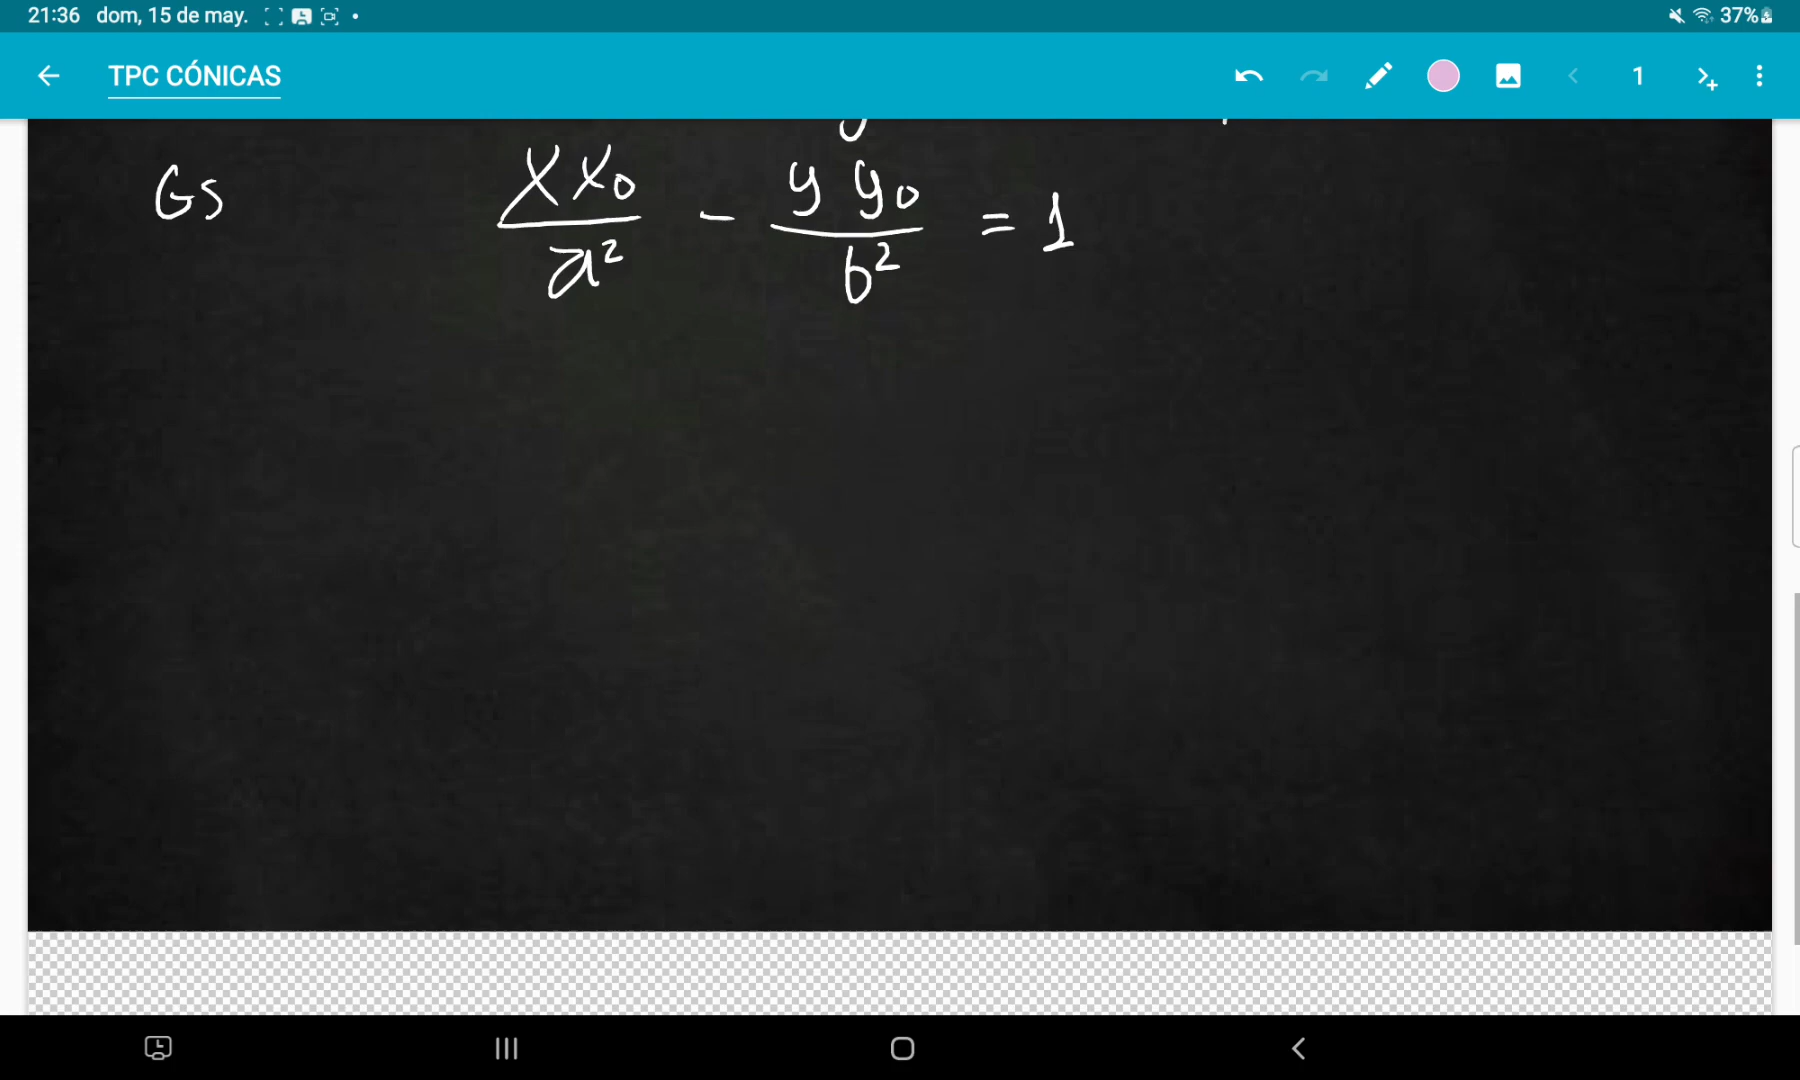 21:36 dom, 15 de may. 37%
TPC CÓNICAS 1
Gs x x₀ / a² - y y₀ / b² = 1